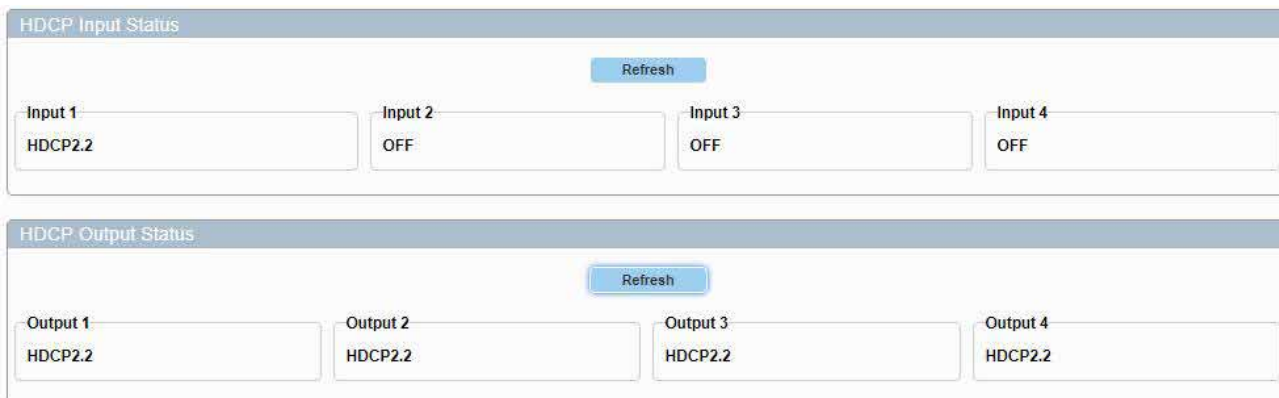 HDCP Input Status
Refresh
Input 1
HDCP2.2
Input 2
OFF
Input 3
OFF
Input 4
OFF
HDCP Output Status
Refresh
Output 1
HDCP2.2
Output 2
HDCP2.2
Output 3
HDCP2.2
Output 4
HDCP2.2